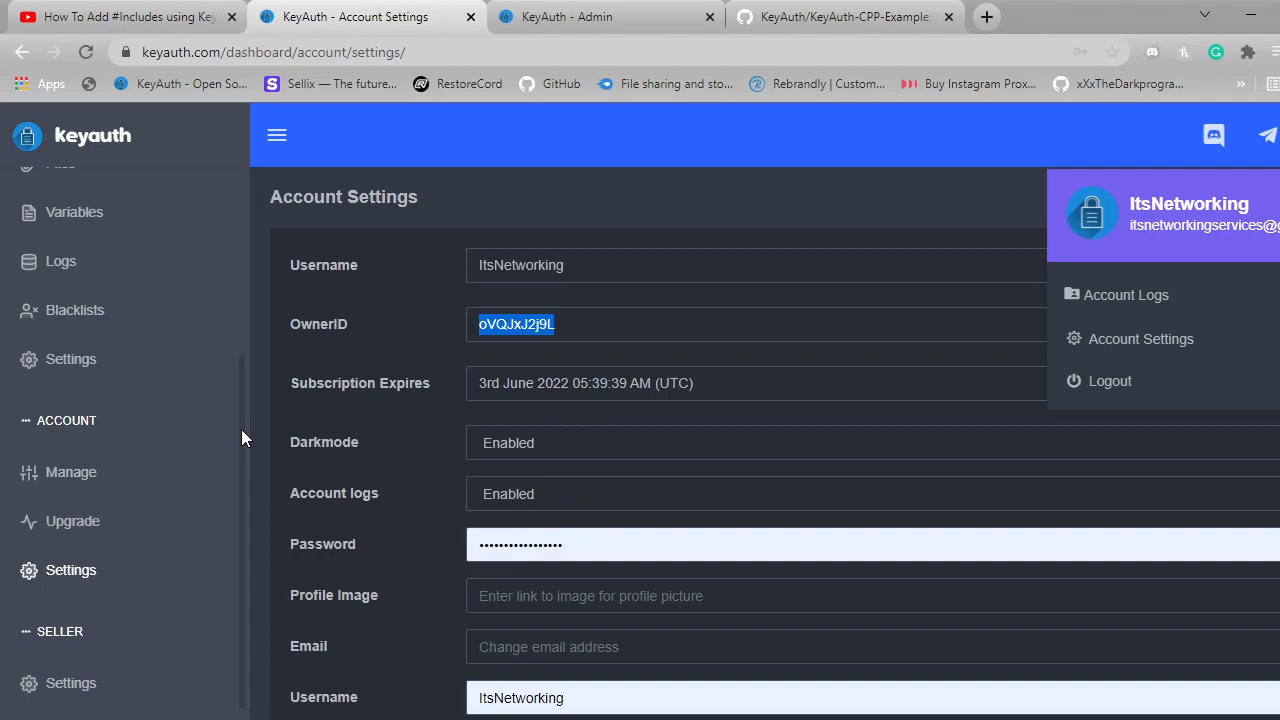 How To Add #Includes using Key
KeyAuth - Account Settings
KeyAuth - Admin
KeyAuth/KeyAuth-CPP-Example:
keyauth.com/dashboard/account/settings/
Apps
KeyAuth - Open So...
Sellix — The future...
RestoreCord
GitHub
File sharing and sto...
Rebrandly | Custom...
Buy Instagram Prox...
xXxTheDarkprogra...
»
keyauth
Variables
Logs
Blacklists
Settings
ACCOUNT
Manage
Upgrade
Settings
SELLER
Settings
Account Settings
Username
ItsNetworking
OwnerID
oVQJxJ2j9L
Subscription Expires
3rd June 2022 05:39:39 AM (UTC)
Darkmode
Enabled
Account logs
Enabled
Password
•••••••••••••••••
Profile Image
Enter link to image for profile picture
Email
Change email address
Username
ItsNetworking
ItsNetworking
itsnetworkingservices@g
Account Logs
Account Settings
Logout